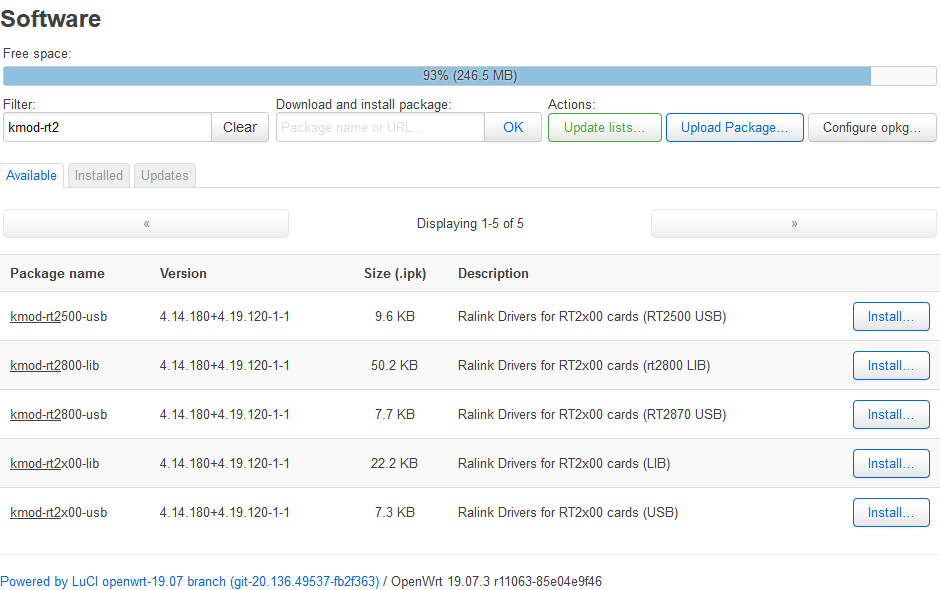 Software
Free space:
93% (246.5 MB)
Filter: Download and install package: Actions:
kmod-rt2 Clear Package name or URL... OK Update lists... Upload Package... Configure opkg...
Available Installed Updates
« Displaying 1-5 of 5 »
Package name Version Size (.ipk) Description
kmod-rt2500-usb 4.14.180+4.19.120-1-1 9.6 KB Ralink Drivers for RT2x00 cards (RT2500 USB) Install...
kmod-rt2800-lib 4.14.180+4.19.120-1-1 50.2 KB Ralink Drivers for RT2x00 cards (rt2800 LIB) Install...
kmod-rt2800-usb 4.14.180+4.19.120-1-1 7.7 KB Ralink Drivers for RT2x00 cards (RT2870 USB) Install...
kmod-rt2x00-lib 4.14.180+4.19.120-1-1 22.2 KB Ralink Drivers for RT2x00 cards (LIB) Install...
kmod-rt2x00-usb 4.14.180+4.19.120-1-1 7.3 KB Ralink Drivers for RT2x00 cards (USB) Install...
Powered by LuCI openwrt-19.07 branch (git-20.136.49537-fb2f363) / OpenWrt 19.07.3 r11063-85e04e9f46